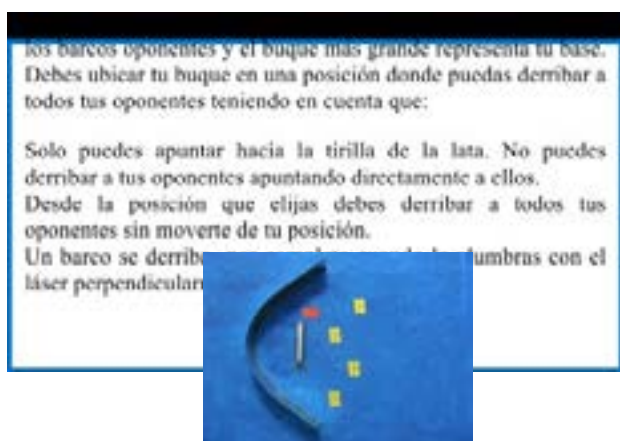 los barcos oponentes y el buque más grande representa tu base.
Debes ubicar tu buque en una posición donde puedas derribar a
todos tus oponentes teniendo en cuenta que:
Solo puedes apuntar hacia la tirilla de la lata. No puedes
derribar a tus oponentes apuntando directamente a ellos.
Desde la posición que elijas debes derribar a todos tus
oponentes sin moverte de tu posición.
Un barco se derriba con el
láser